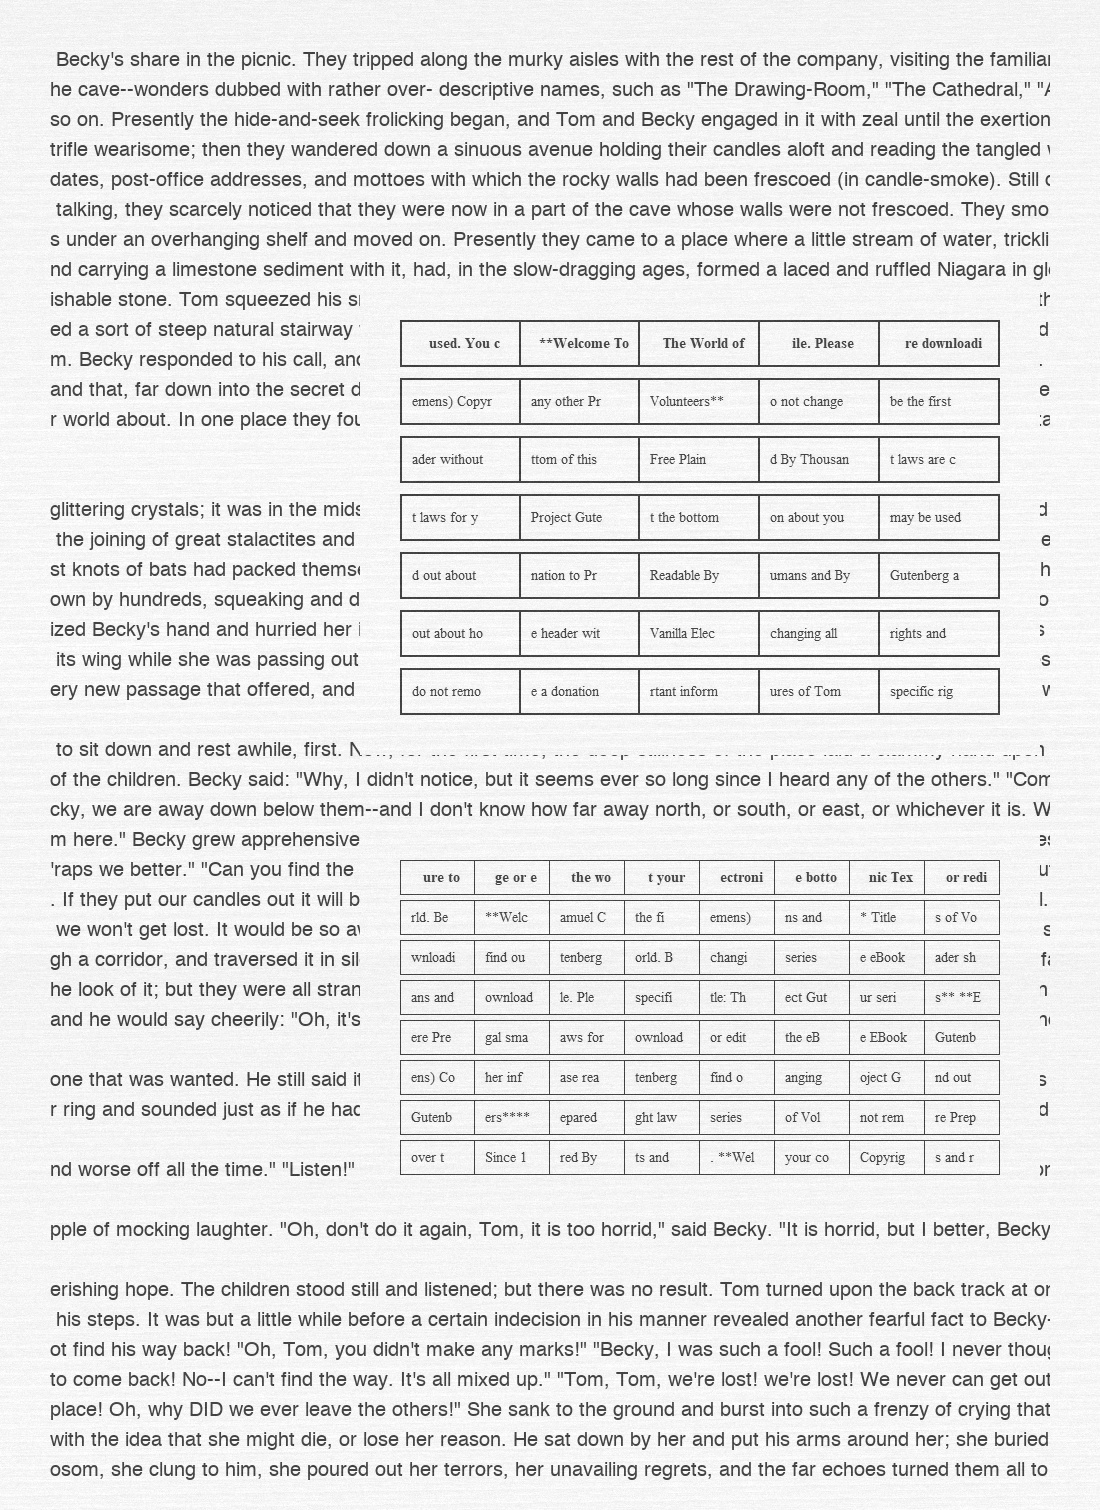 Becky's share in the picnic. They tripped along the murky aisles with the rest of the company, visiting the familiar
he cave--wonders dubbed with rather over- descriptive names, such as "The Drawing-Room," "The Cathedral,"
so on. Presently the hide-and-seek frolicking began, and Tom and Becky engaged in it with zeal until the exertion
trifle wearisome; then they wandered down a sinuous avenue holding their candles aloft and reading the tangled
dates, post-office addresses, and mottoes with which the rocky walls had been frescoed (in candle-smoke). Still
talking, they scarcely noticed that they were now in a part of the cave whose walls were not frescoed. They smo
s under an overhanging shelf and moved on. Presently they came to a place where a little stream of water, trickli
nd carrying a limestone sediment with it, had, in the slow-dragging ages, formed a laced and ruffled Niagara in
ishable stone. Tom squeezed his
ed a sort of steep natural stairway
m. Becky responded to his call,
and that, far down into the secret
r world about. In one place they
used. You c **Welcome To The World of ile. Please re downloadi
emens) Copyr any other Pr Volunteers** o not change be the first
ader without ttom of this Free Plain d By Thousan t laws are c
t laws for y Project Gute t the bottom on about you may be used
d out about nation to Pr Readable By umans and By Gutenberg a
out about ho e header wit Vanilla Elec changing all rights and
do not remo e a donation rtant inform ures of Tom specific rig
glittering crystals; it was in the
the joining of great stalactites and
st knots of bats had packed
own by hundreds, squeaking and
ized Becky's hand and hurried her
its wing while she was passing out
ery new passage that offered, and
to sit down and rest awhile, first.
of the children. Becky said: "Why, I didn't notice, but it seems ever so long since I heard any of the others." "Com
cky, we are away down below them--and I don't know how far away north, or south, or east, or whichever it is. W
m here." Becky grew apprehensive
'raps we better." "Can you find the
. If they put our candles out it will
we won't get lost. It would be so
gh a corridor, and traversed it in
he look of it; but they were all
and he would say cheerily: "Oh, it's
one that was wanted. He still said
r ring and sounded just as if he
nd worse off all the time." "Listen!"
ure to ge or e the wo t your ectroni e botto nic Tex or redi
rld. Be **Welc amuel C the fi emens) ns and * Title s of Vo
wnloadi find ou tenberg orld. B changi series e eBook ader sh
ans and ownload le. Ple specifi tle: Th ect Gut ur seri s** **E
ere Pre gal sma aws for ownload or edit the eB e EBook Gutenb
ens) Co her inf ase rea tenberg find o anging oject G nd out
Gutenb ers**** epared ght law series of Vol not rem re Prep
over t Since 1 red By ts and . **Wel your co Copyrig s and r
pple of mocking laughter. "Oh, don't do it again, Tom, it is too horrid," said Becky. "It is horrid, but I better, Becky
erishing hope. The children stood still and listened; but there was no result. Tom turned upon the back track at
his steps. It was but a little while before a certain indecision in his manner revealed another fearful fact to Becky-
ot find his way back! "Oh, Tom, you didn't make any marks!" "Becky, I was such a fool! Such a fool! I never
to come back! No--I can't find the way. It's all mixed up." "Tom, Tom, we're lost! we're lost! We never can get out
place! Oh, why DID we ever leave the others!" She sank to the ground and burst into such a frenzy of crying that
with the idea that she might die, or lose her reason. He sat down by her and put his arms around her; she buried
osom, she clung to him, she poured out her terrors, her unavailing regrets, and the far echoes turned them all to